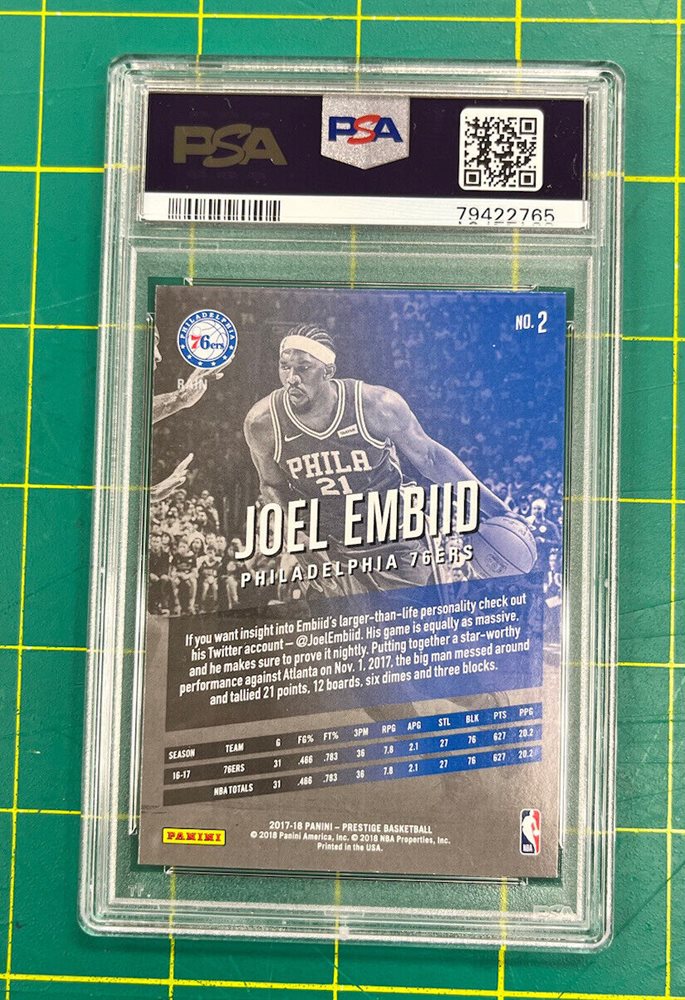 PSA
PSA
79422765
PHILADELPHIA
76ers
RAIN
NO. 2
PHILA
21
JOEL EMBIID
PHILADELPHIA 76ERS
If you want insight into Embiid's larger-than-life personality check out
his Twitter account — @JoelEmbiid. His game is equally as massive,
and he makes sure to prove it nightly. Putting together a star-worthy
performance against Atlanta on Nov. 1, 2017, the big man messed around
and tallied 21 points, 12 boards, six dimes and three blocks.
SEASON TEAM G FG% FT% 3PM RPG APG STL BLK PTS PPG
16-17 76ERS 31 .466 .783 36 7.8 2.1 27 76 627 20.2
NBA TOTALS 31 .466 .783 36 7.8 2.1 27 76 627 20.2
PANINI
2017-18 PANINI – PRESTIGE BASKETBALL
© 2018 Panini America, Inc. © 2018 NBA Properties, Inc.
Printed in the USA.
NBA
PSA